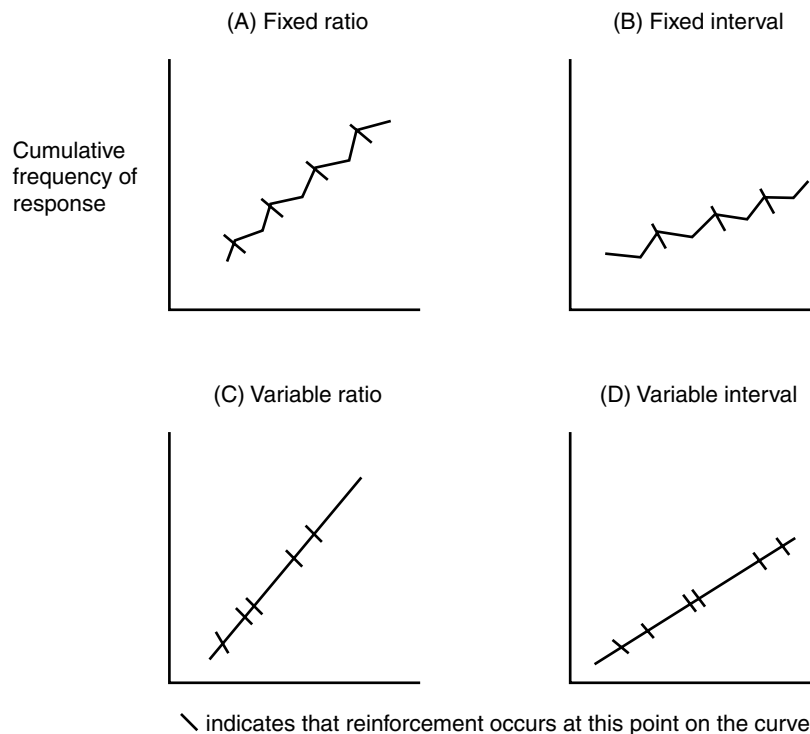 (A) Fixed ratio
(B) Fixed interval
Cumulative
frequency of
response
(C) Variable ratio
(D) Variable interval
indicates that reinforcement occurs at this point on the curve